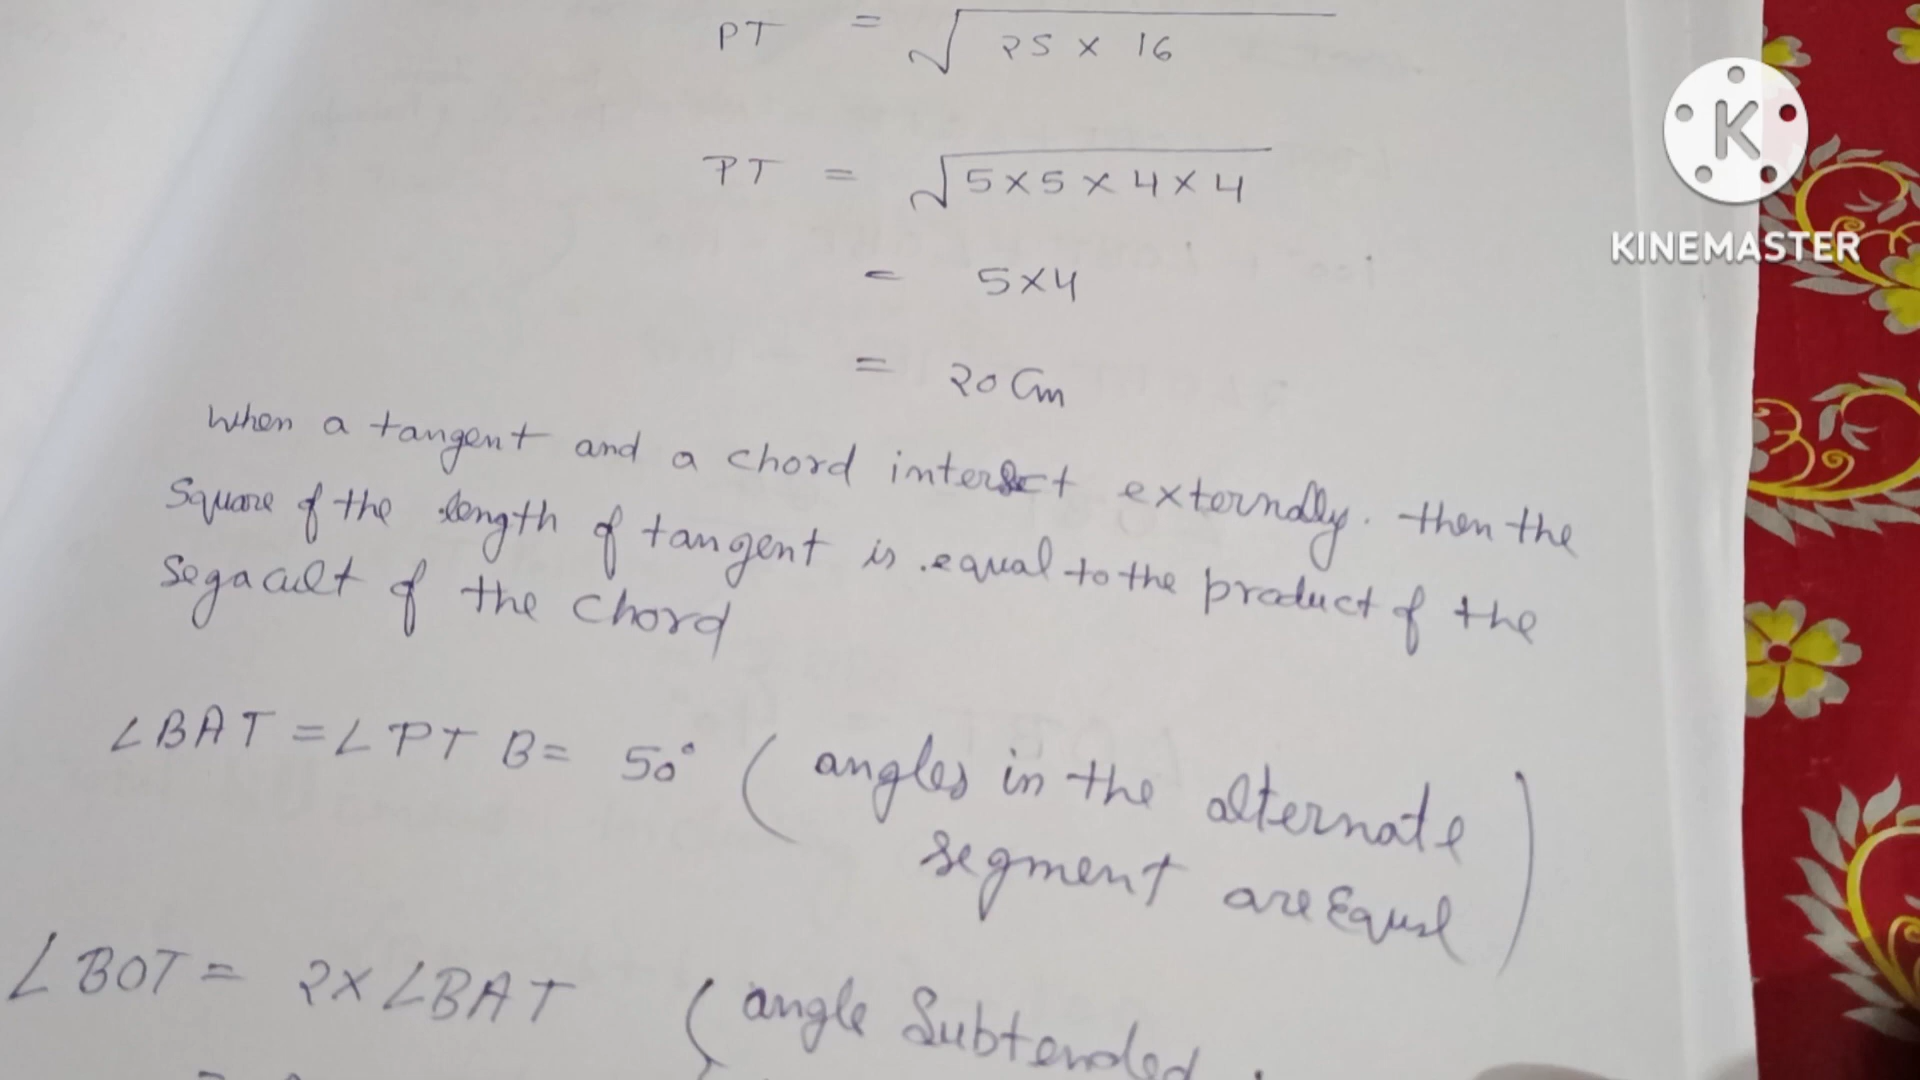 PT = √25 × 16
PT = √5×5×4×4
= 5×4
= 20 Cm
When a tangent and a chord intersect externally. then the
Square of the length of tangent is equal to the product of the
of the chord
∠BAT = ∠PTB = 50° (angles in the alternate
segment are Equal)
∠BOT = 2×∠BAT (angle Subtended
K
KINEMASTER